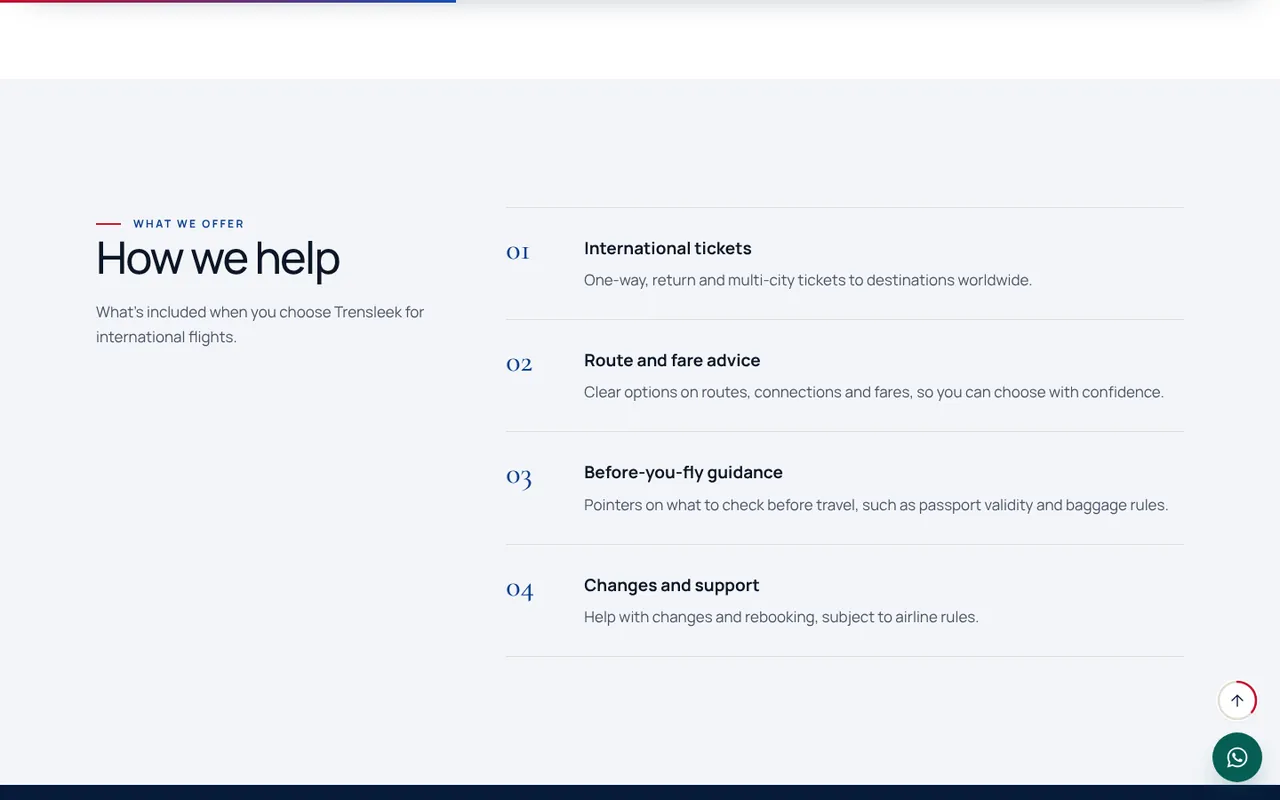 WHAT WE OFFER
How we help
What's included when you choose Trensleek for
international flights.
01
International tickets
One-way, return and multi-city tickets to destinations worldwide.
02
Route and fare advice
Clear options on routes, connections and fares, so you can choose with confidence.
03
Before-you-fly guidance
Pointers on what to check before travel, such as passport validity and baggage rules.
04
Changes and support
Help with changes and rebooking, subject to airline rules.